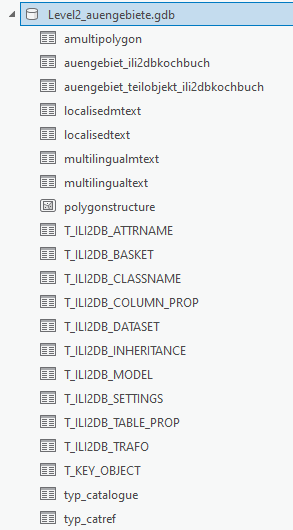 Level2_auengebiete.gdb
amultipolygon
auengebiet_ili2dbkochbuch
auengebiet_teilobjekt_ili2dbkochbuch
localisedmtext
localisedtext
multilingualmtext
multilingualtext
polygonstructure
T_ILI2DB_ATTRNAME
T_ILI2DB_BASKET
T_ILI2DB_CLASSNAME
T_ILI2DB_COLUMN_PROP
T_ILI2DB_DATASET
T_ILI2DB_INHERITANCE
T_ILI2DB_MODEL
T_ILI2DB_SETTINGS
T_ILI2DB_TABLE_PROP
T_ILI2DB_TRAFO
T_KEY_OBJECT
typ_catalogue
typ_catref